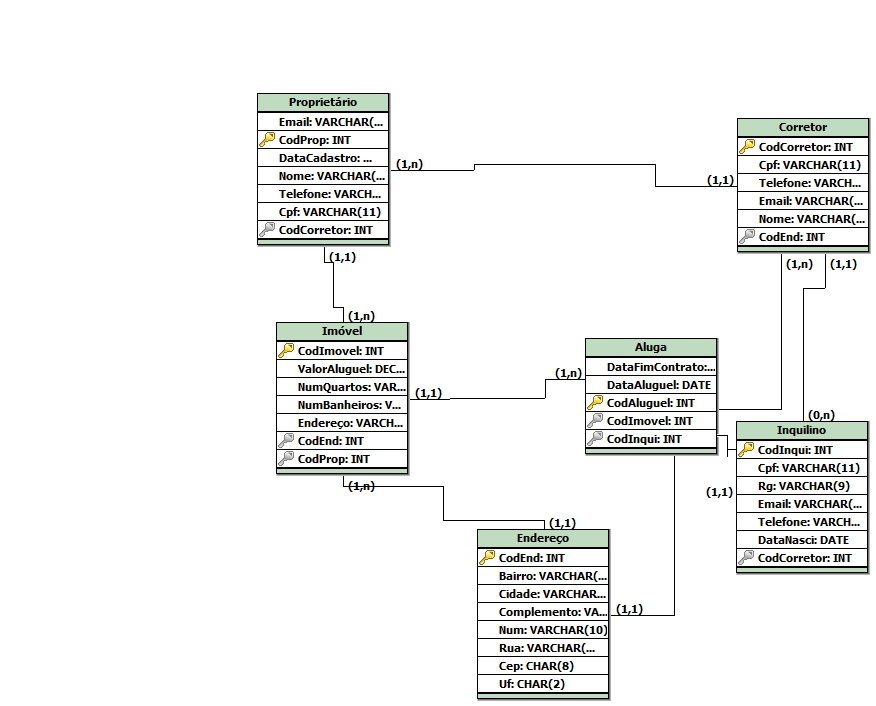 Proprietário
Email: VARCHAR(...
CodProp: INT
DataCadastro: ...
Nome: VARCHAR(...
Telefone: VARCH...
Cpf: VARCHAR(11)
CodCorretor: INT
(1,n)
(1,1)
Corretor
CodCorretor: INT
Cpf: VARCHAR(11)
Telefone: VARCH...
Email: VARCHAR(...
Nome: VARCHAR(...
CodEnd: INT
(1,1)
(1,n)
(1,n)
(1,1)
Imóvel
CodImovel: INT
ValorAluguel: DEC...
NumQuartos: VAR...
NumBanheiros: V...
Endereço: VARCH...
CodEnd: INT
CodProp: INT
(1,1)
(1,n)
Aluga
DataFimContrato:...
DataAluguel: DATE
CodAluguel: INT
CodImovel: INT
CodInqui: INT
(0,n)
Inquilino
CodInqui: INT
Cpf: VARCHAR(11)
Rg: VARCHAR(9)
Email: VARCHAR(...
Telefone: VARCH...
DataNasci: DATE
CodCorretor: INT
(1,1)
(1,n)
(1,1)
Endereço
CodEnd: INT
Bairro: VARCHAR(...
Cidade: VARCHAR...
Complemento: VA...
Num: VARCHAR(10)
Rua: VARCHAR(...
Cep: CHAR(8)
Uf: CHAR(2)
(1,1)